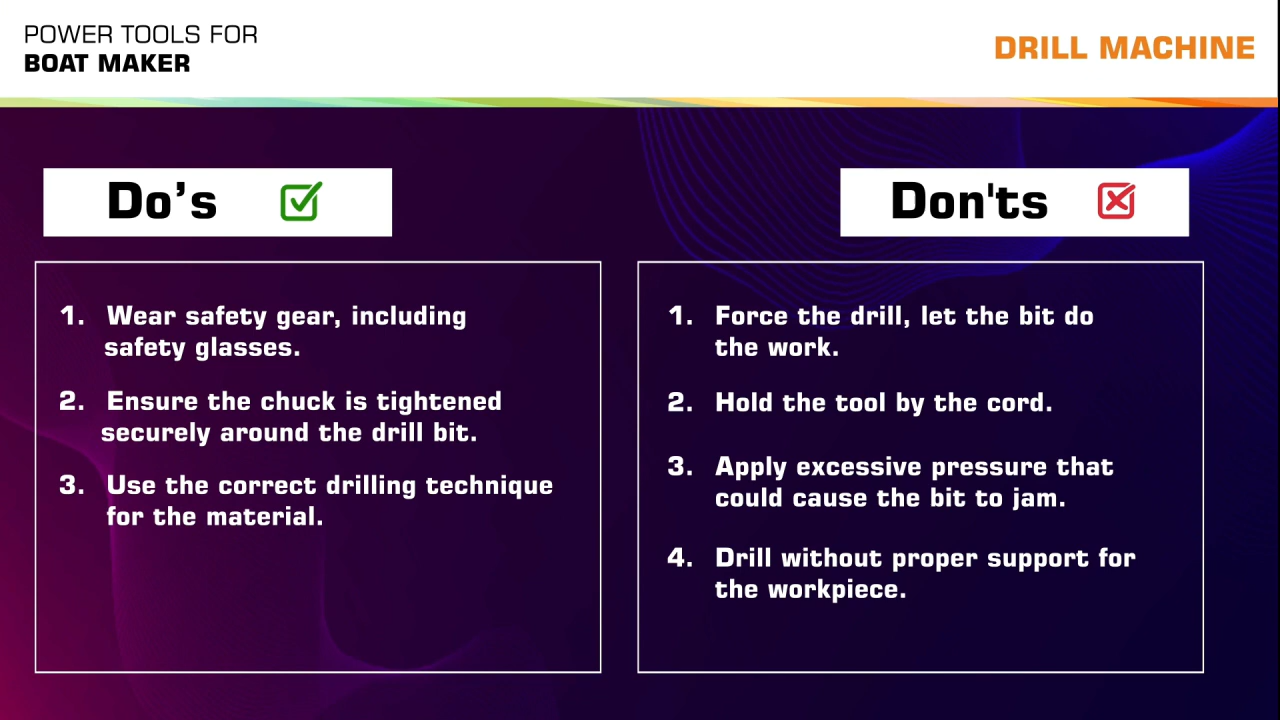 POWER TOOLS FOR
BOAT MAKER
DRILL MACHINE
Do’s
1. Wear safety gear, including
safety glasses.
2. Ensure the chuck is tightened
securely around the drill bit.
3. Use the correct drilling technique
for the material.
Don'ts
1. Force the drill, let the bit do
the work.
2. Hold the tool by the cord.
3. Apply excessive pressure that
could cause the bit to jam.
4. Drill without proper support for
the workpiece.